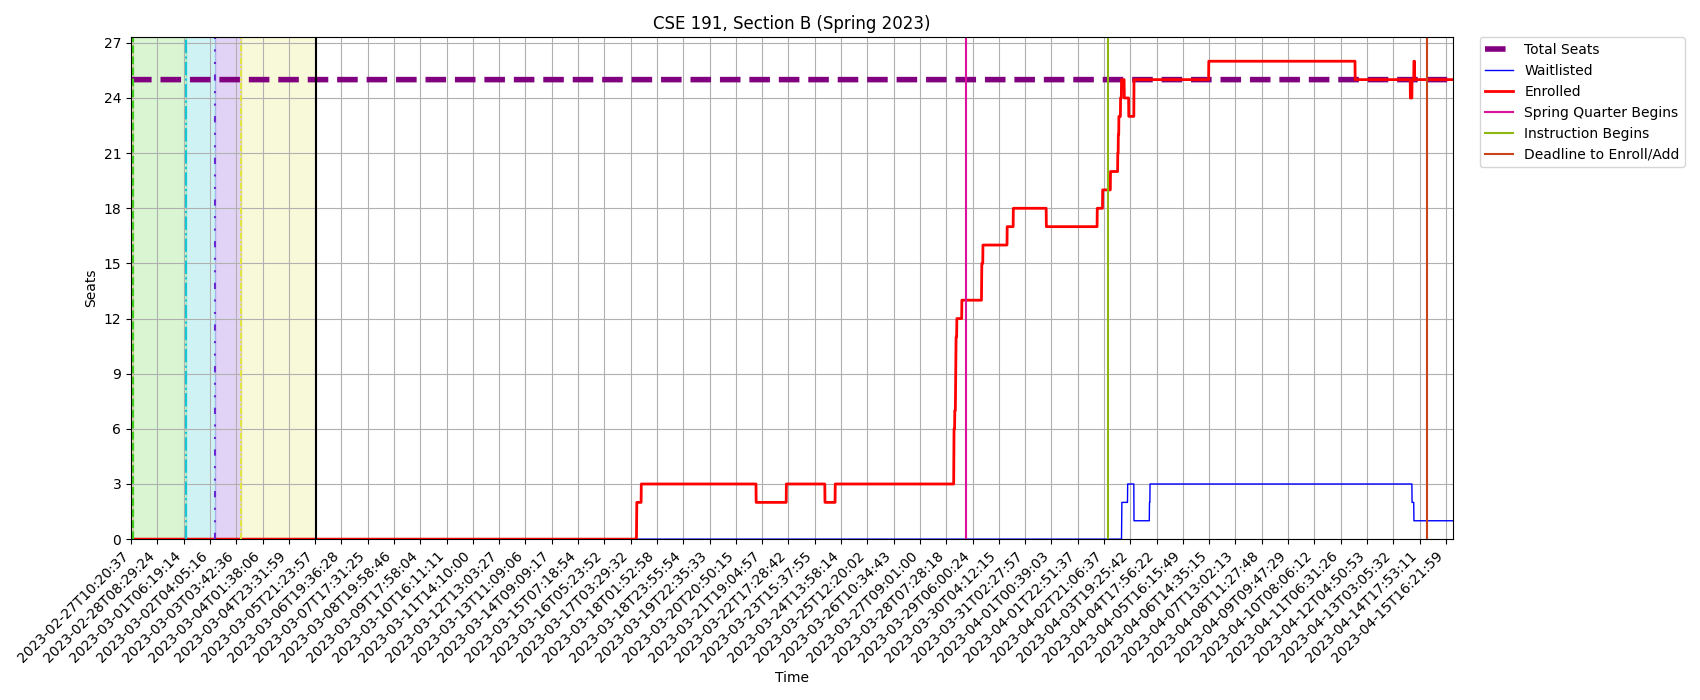 CSE 191, Section B (Spring 2023)
27
24
21
18
15
12
9
6
3
0
Seats
Total Seats
Waitlisted
Enrolled
Spring Quarter Begins
Instruction Begins
Deadline to Enroll/Add
2023-02-27T10:20:37
2023-02-28T08:29:24
2023-03-01T06:19:14
2023-03-02T04:05:16
2023-03-03T03:42:36
2023-03-04T01:38:06
2023-03-04T23:31:59
2023-03-05T21:23:57
2023-03-06T19:36:28
2023-03-07T17:31:25
2023-03-08T19:58:46
2023-03-09T17:58:04
2023-03-10T16:11:11
2023-03-11T14:10:00
2023-03-12T13:03:27
2023-03-13T11:09:06
2023-03-14T09:09:17
2023-03-15T07:18:54
2023-03-16T05:23:52
2023-03-17T03:29:32
2023-03-18T01:52:58
2023-03-18T23:55:54
2023-03-19T22:35:33
2023-03-20T20:50:15
2023-03-21T19:04:57
2023-03-22T17:28:42
2023-03-23T15:37:55
2023-03-24T13:58:14
2023-03-25T12:20:02
2023-03-26T10:34:43
2023-03-27T09:01:00
2023-03-28T07:28:18
2023-03-29T06:00:24
2023-03-30T04:12:15
2023-03-31T02:27:57
2023-04-01T00:39:03
2023-04-01T22:51:37
2023-04-02T21:06:37
2023-04-03T19:25:42
2023-04-04T17:56:22
2023-04-05T16:15:49
2023-04-06T14:35:15
2023-04-07T13:02:13
2023-04-08T11:27:48
2023-04-09T09:47:29
2023-04-10T08:06:12
2023-04-11T06:31:26
2023-04-12T04:50:53
2023-04-13T03:05:32
2023-04-14T17:53:11
2023-04-15T16:21:59
Time